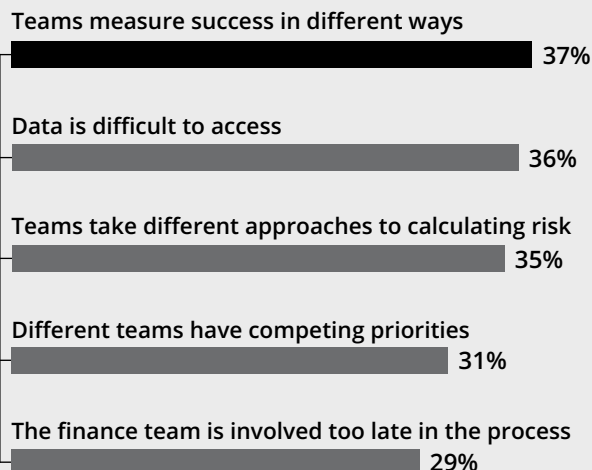 Teams measure success in different ways
37%
Data is difficult to access
36%
Teams take different approaches to calculating risk
35%
Different teams have competing priorities
31%
The finance team is involved too late in the process
29%